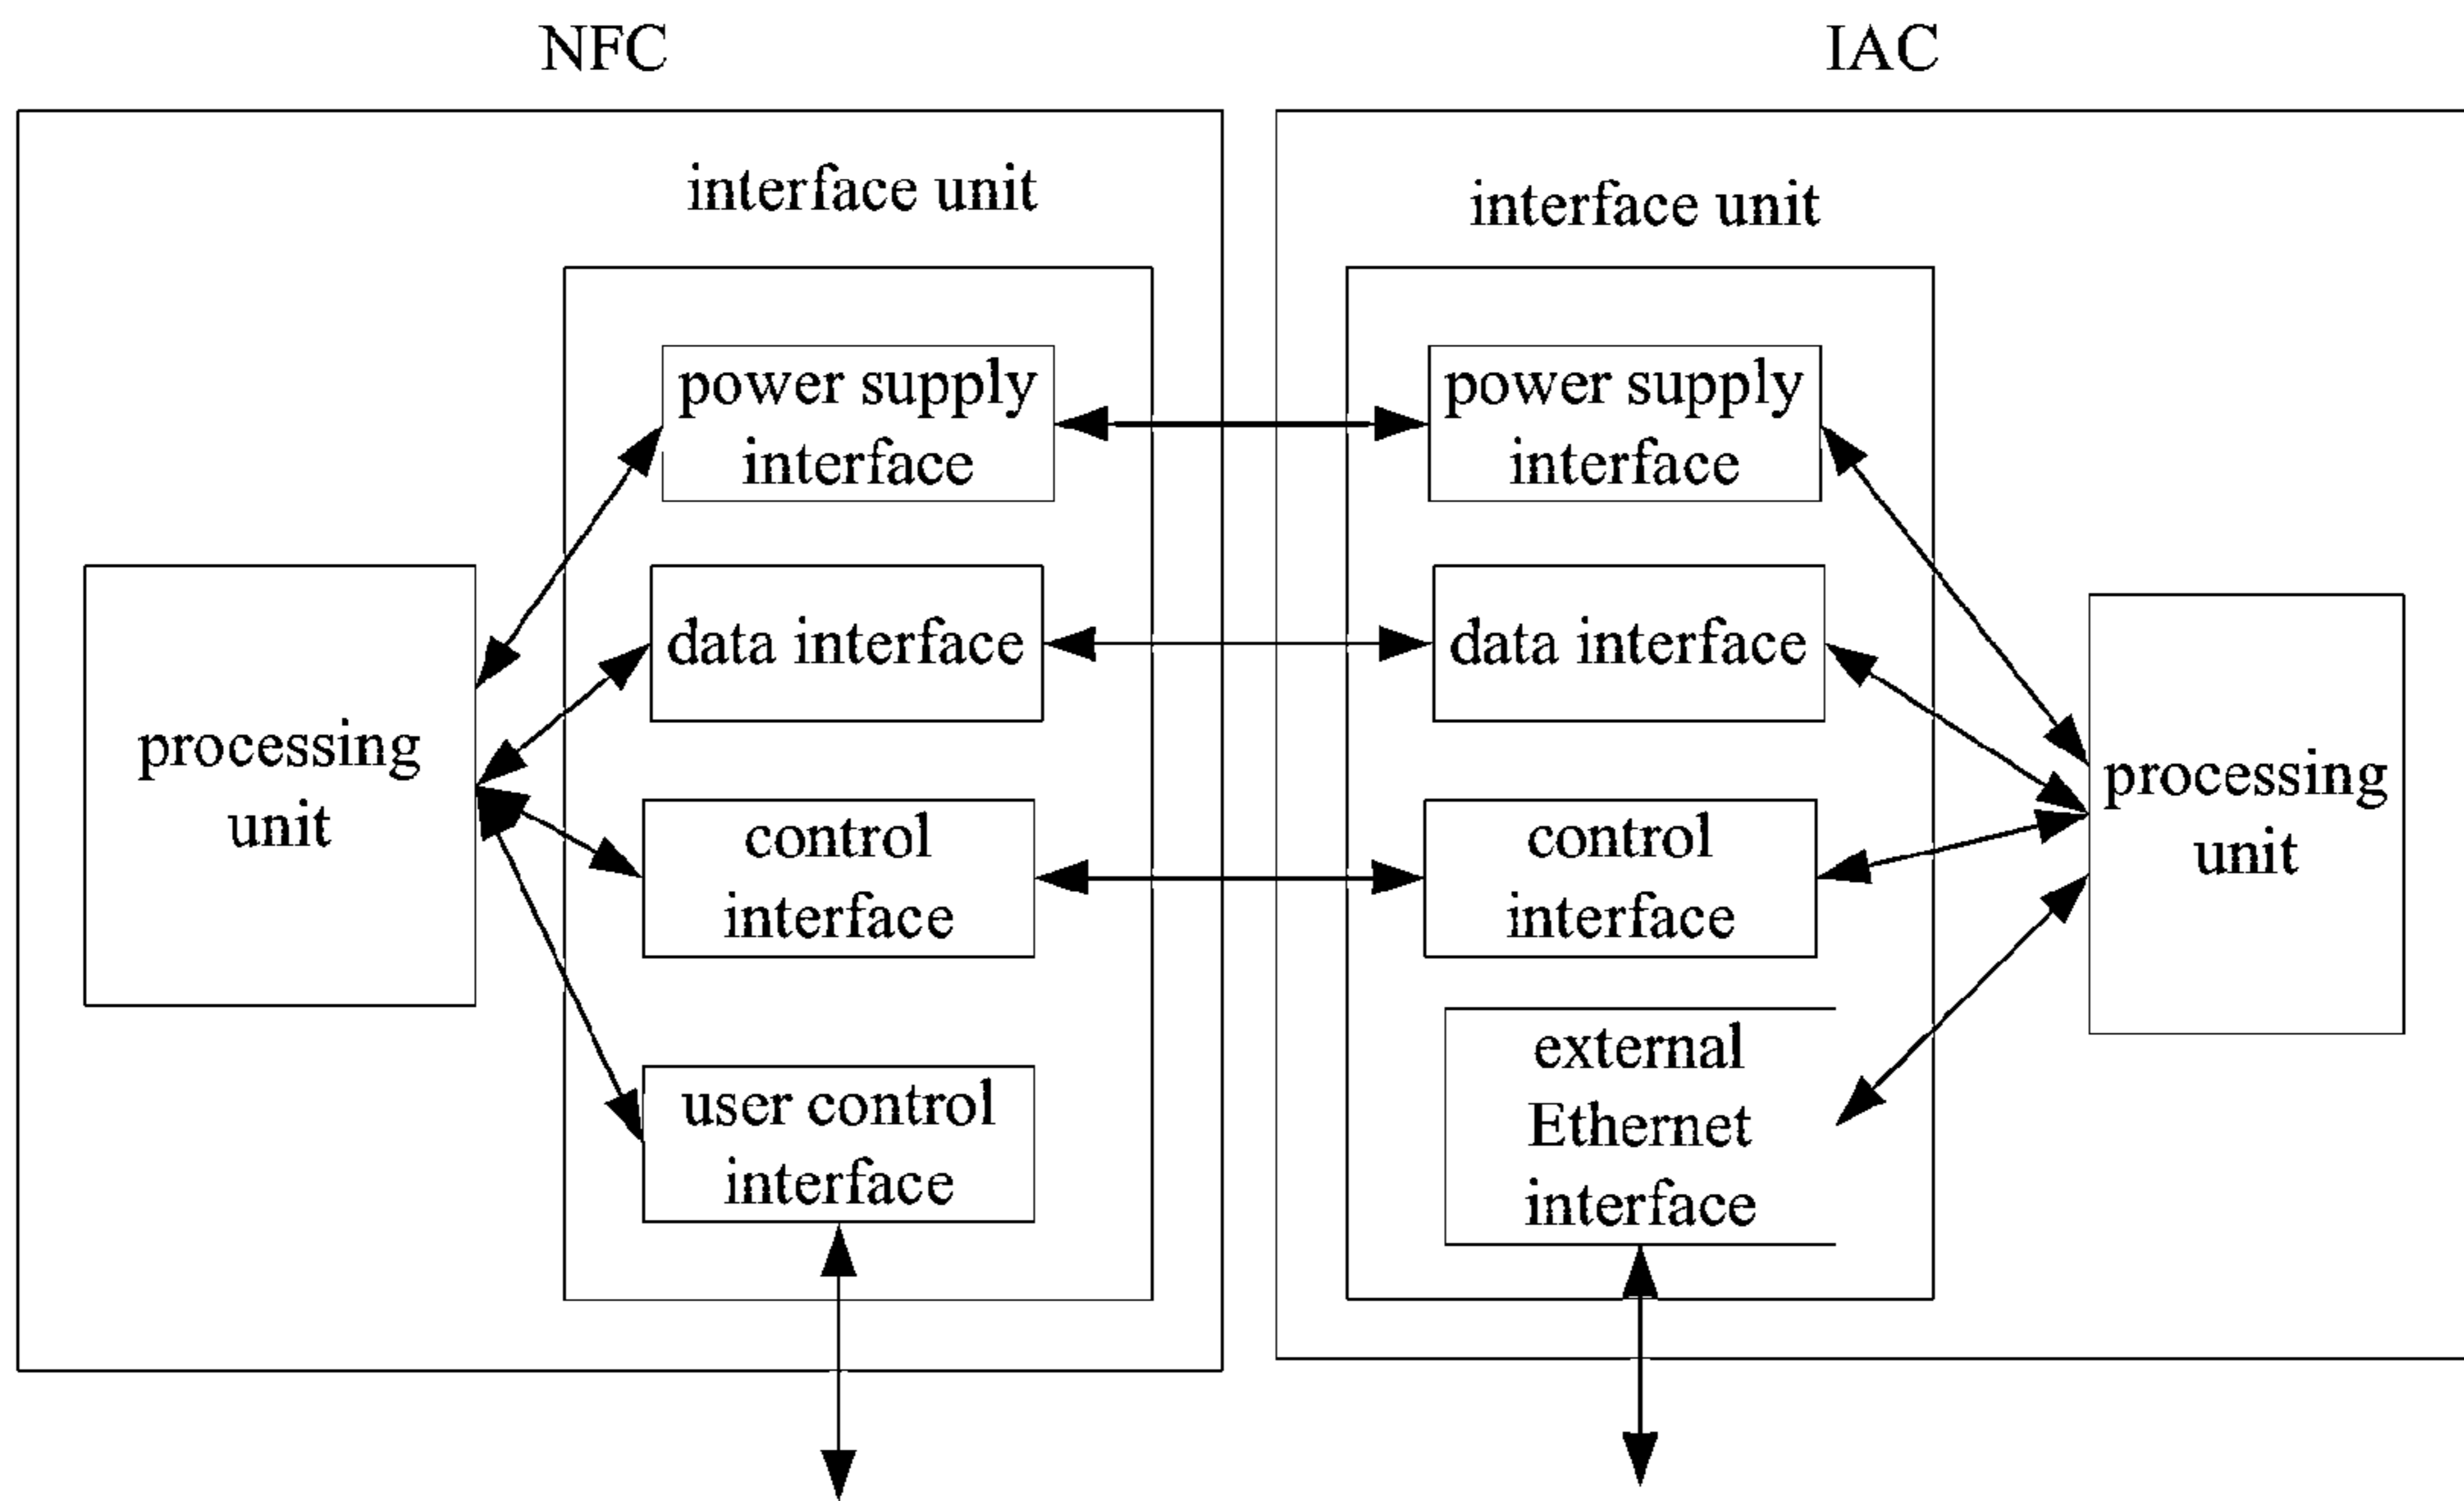 NFC
IAC
interface unit
interface unit
power supply
interface
power supply
interface
data interface
data interface
processing
unit
processing
unit
control
interface
control
interface
user control
interface
external
Ethernet
interface